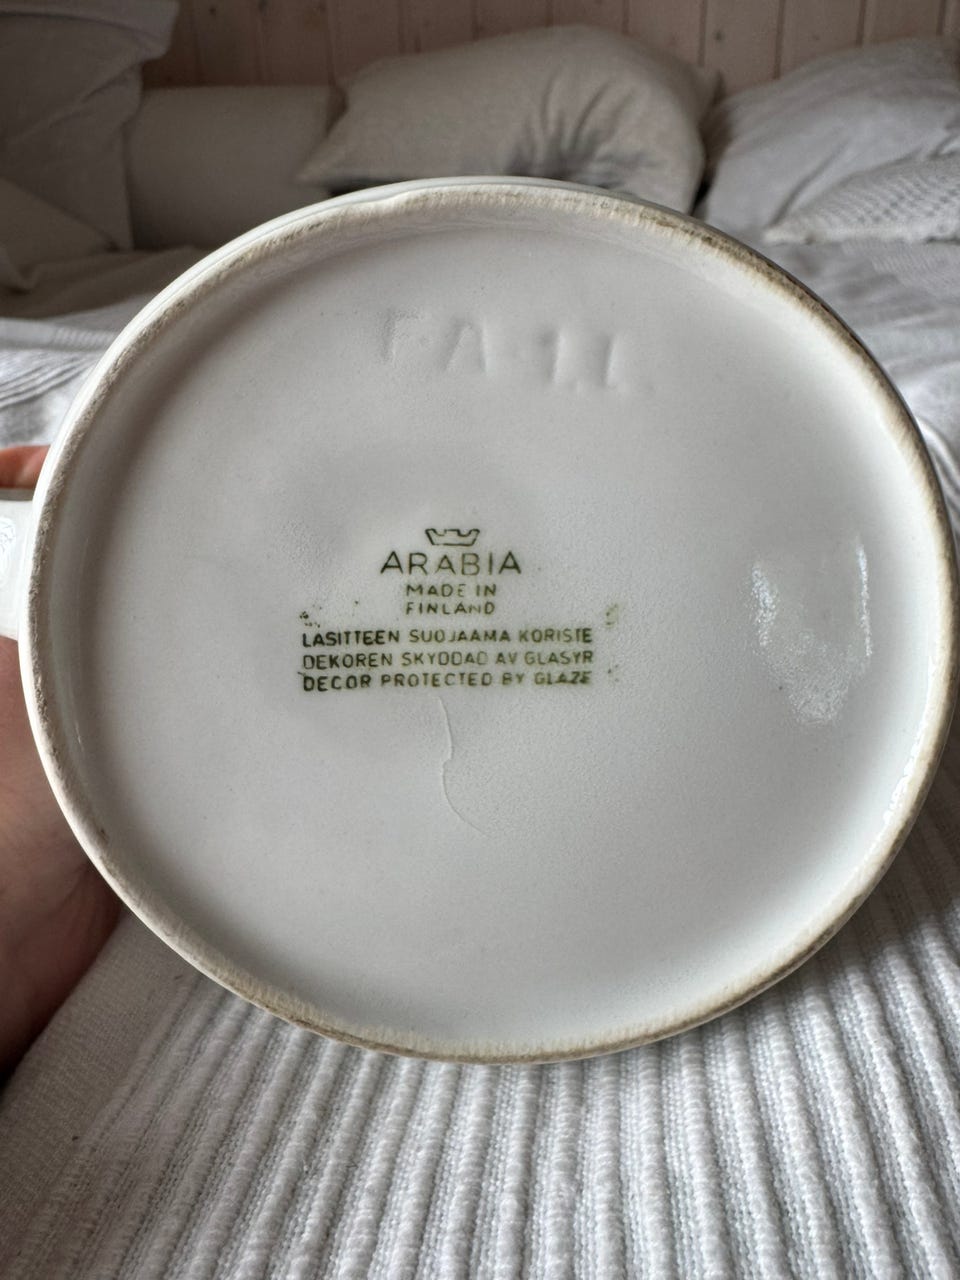 ARABIA
MADE IN
FINLAND
LASITTEEN SUOJAAMA KORISTE
DEKOREN SKYDDAD AV GLASYR
DECOR PROTECTED BY GLAZE